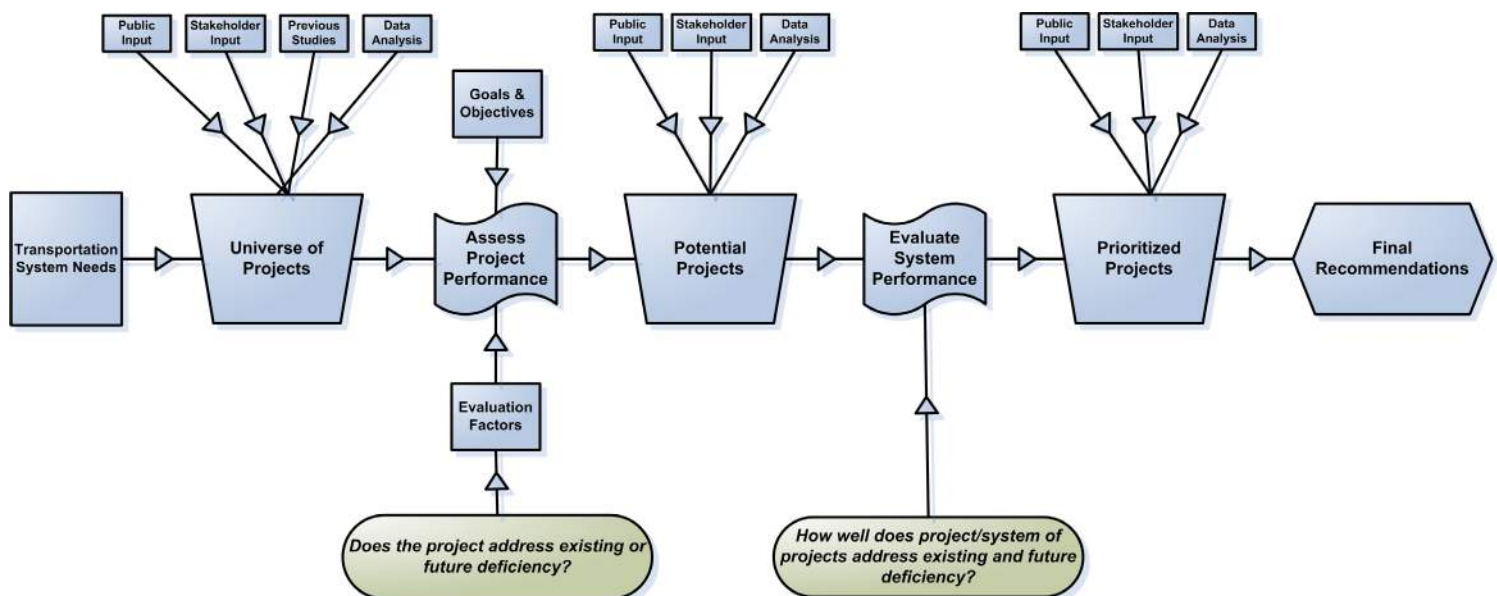 Public
Input
Stakeholder
Input
Previous
Studies
Data
Analysis
Public
Input
Stakeholder
Input
Data
Analysis
Public
Input
Stakeholder
Input
Data
Analysis
Goals &
Objectives
Transportation
System Needs
Universe of
Projects
Assess
Project
Performance
Potential
Projects
Evaluate
System
Performance
Prioritized
Projects
Final
Recommendations
Evaluation
Factors
Does the project address existing or
future deficiency?
How well does project/system of
projects address existing and future
deficiency?